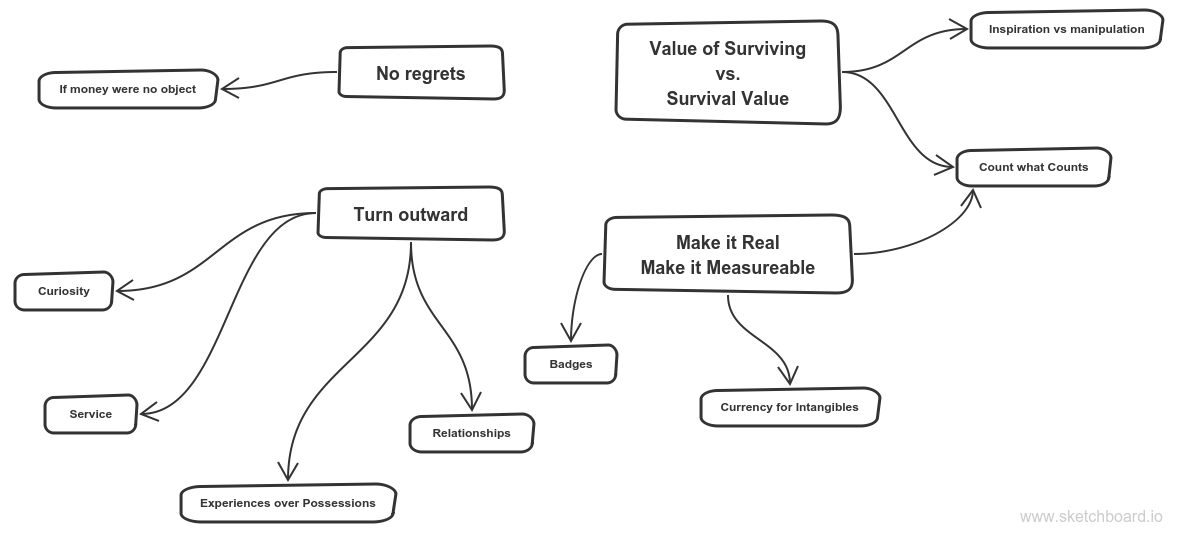 No regrets
If money were no object
Value of Surviving
vs.
Survival Value
Inspiration vs manipulation
Count what Counts
Turn outward
Curiosity
Service
Experiences over Possessions
Relationships
Make it Real
Make it Measureable
Badges
Currency for Intangibles
www.sketchboard.io